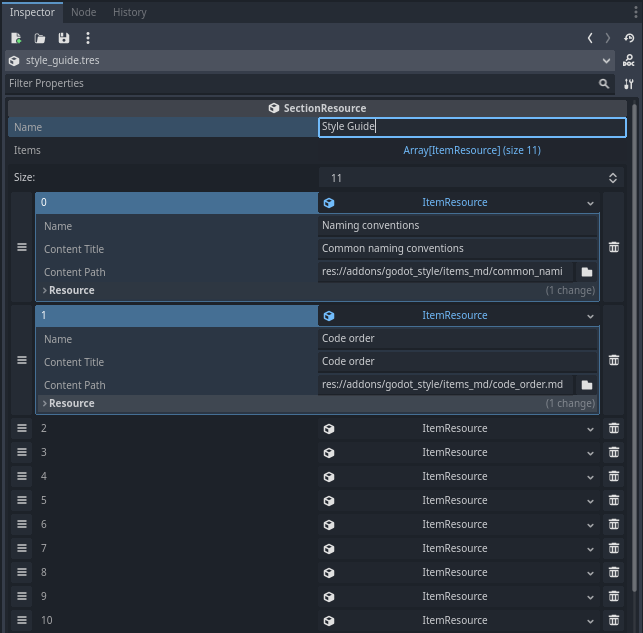 Inspector Node History
style_guide.tres
Filter Properties
SectionResource
Name Style Guide
Items Array[ItemResource] (size 11)
Size: 11
0 ItemResource
Name Naming conventions
Content Title Common naming conventions
Content Path res://addons/godot_style/items_md/common_nami
Resource (1 change)
1 ItemResource
Name Code order
Content Title Code order
Content Path res://addons/godot_style/items_md/code_order.md
Resource (1 change)
2 ItemResource
3 ItemResource
4 ItemResource
5 ItemResource
6 ItemResource
7 ItemResource
8 ItemResource
9 ItemResource
10 ItemResource